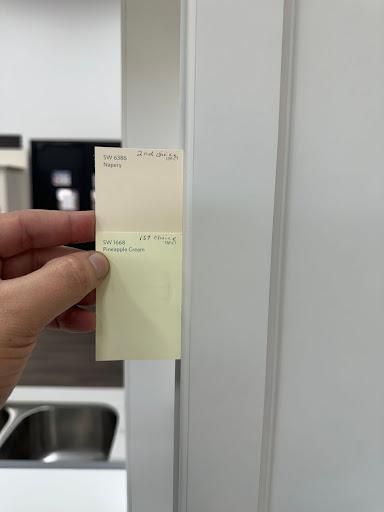 SW 6386 2nd choice
Napery
SW 1668 1st choice
Pineapple Cream